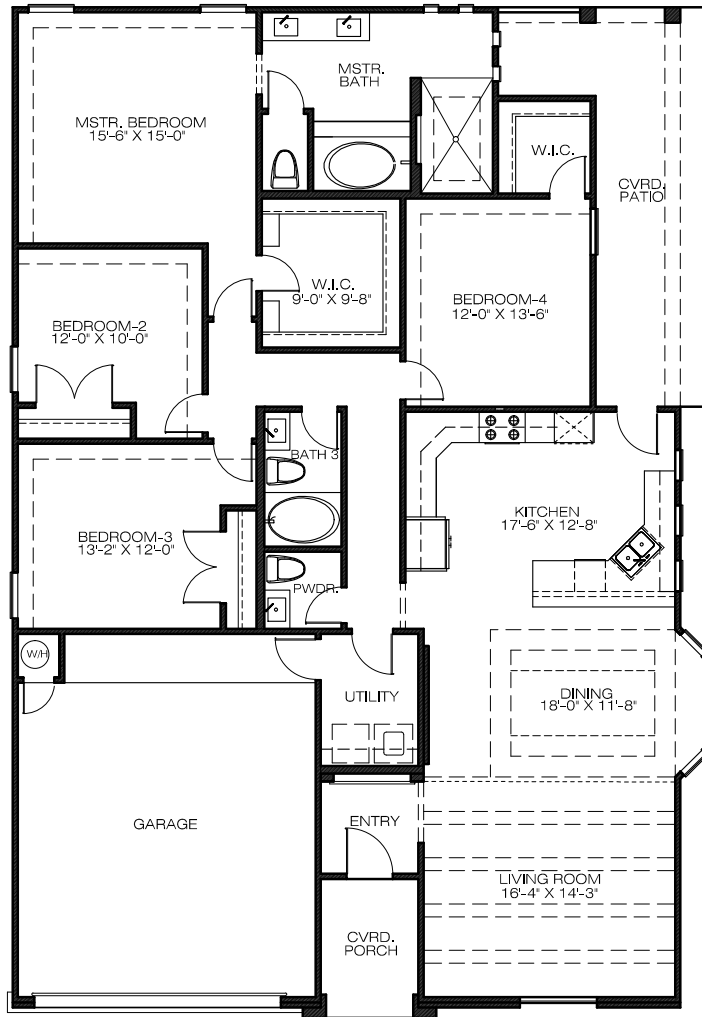 MSTR.
BATH
MSTR. BEDROOM
15'-6" X 15'-0"
W.I.C.
CVRD.
PATIO
W.I.C.
9'-0" X 9'-8"
BEDROOM-4
12'-0" X 13'-6"
BEDROOM-2
12'-0" X 10'-0"
BATH 3
KITCHEN
17'-6" X 12'-8"
BEDROOM-3
13'-2" X 12'-0"
PWDR.
W/H
UTILITY
DINING
18'-0" X 11'-8"
GARAGE
ENTRY
LIVING ROOM
16'-4" X 14'-3"
CVRD.
PORCH